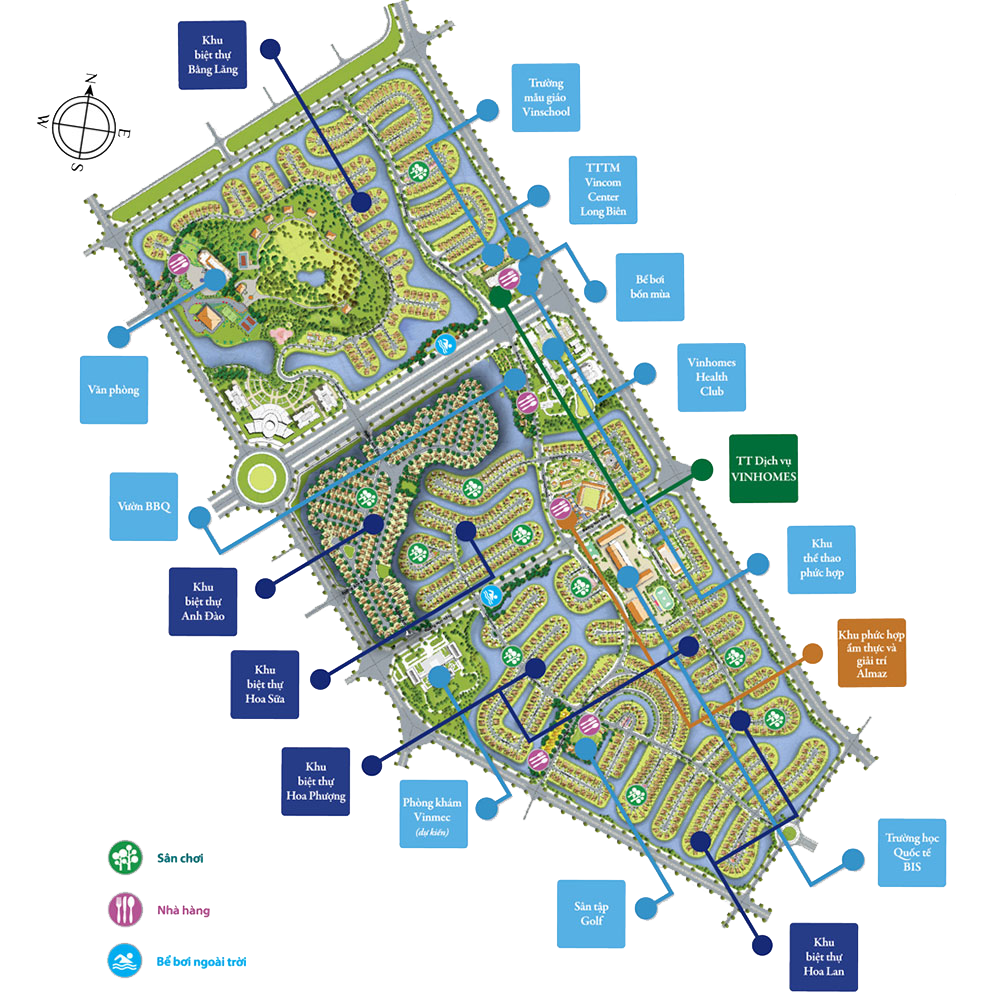 Khu
biệt thự
Bằng Lăng
Trường
mẫu giáo
Vinschool
N
W
E
S
TTTM
Vincom
Center
Long Biên
Bể bơi
bốn mùa
Văn phòng
Vinhomes
Health
Club
TT Dịch vụ
VINHOMES
Vườn BBQ
Khu
thể thao
phức hợp
Khu
biệt thự
Anh Đào
Khu phức hợp
ẩm thực và
giải trí
Almaz
Khu
biệt thự
Hoa Sữa
Khu
biệt thự
Hoa Phượng
Phòng khám
Vinmec
(dự kiến)
Trường học
Quốc tế
BIS
Sân tập
Golf
Khu
biệt thự
Hoa Lan
Sân chơi
Nhà hàng
Bể bơi ngoài trời